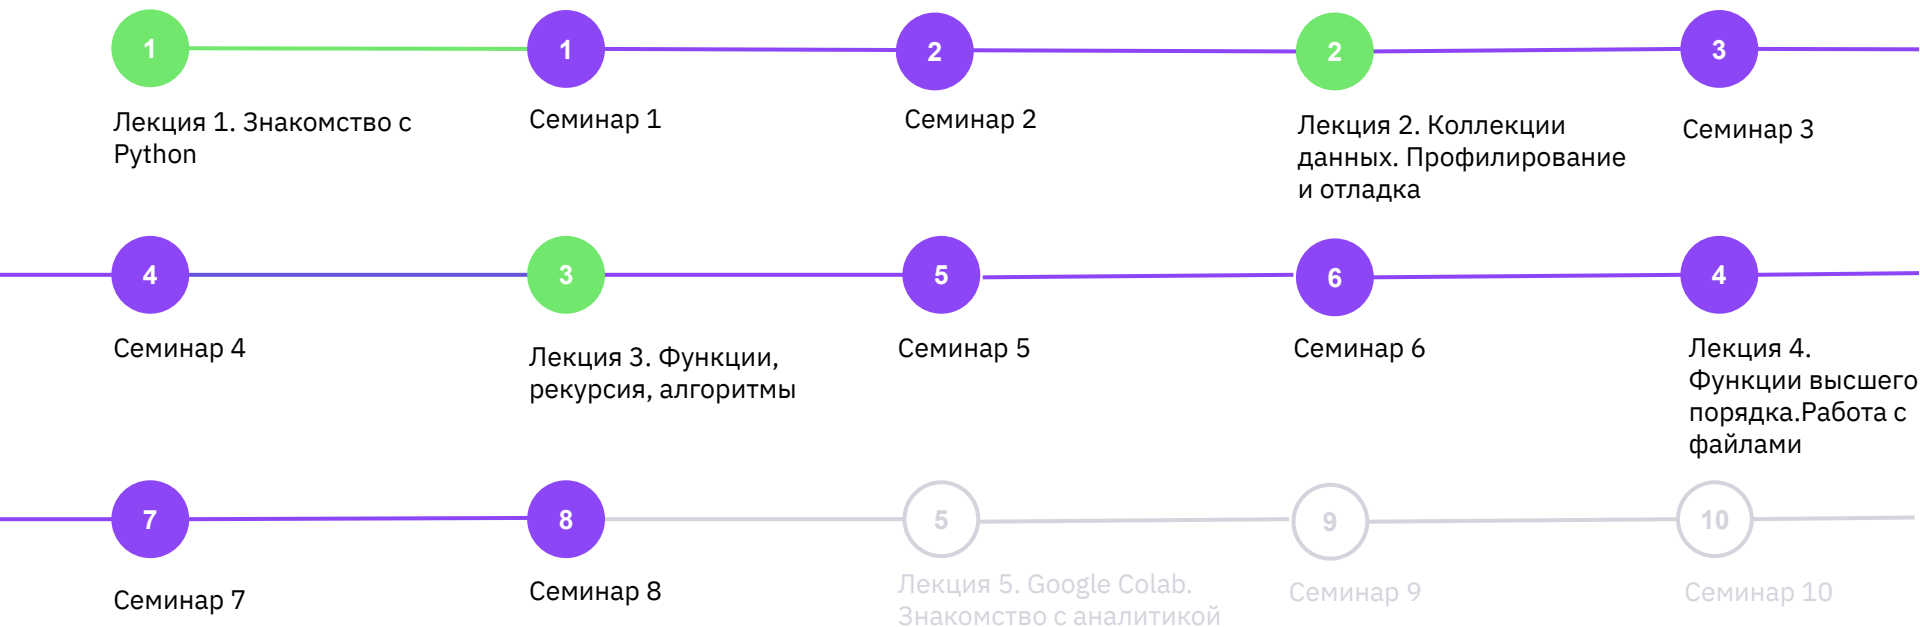 1
1
2
2
3
Лекция 1. Знакомство с
Python
Семинар 1
Семинар 2
Лекция 2. Коллекции
данных. Профилирование
и отладка
Семинар 3
4
3
5
6
4
Семинар 4
Лекция 3. Функции,
рекурсия, алгоритмы
Семинар 5
Семинар 6
Лекция 4.
Функции высшего
порядка.Работа с
файлами
7
8
5
9
10
Семинар 7
Семинар 8
Лекция 5. Google Colab.
Знакомство с аналитикой
Семинар 9
Семинар 10